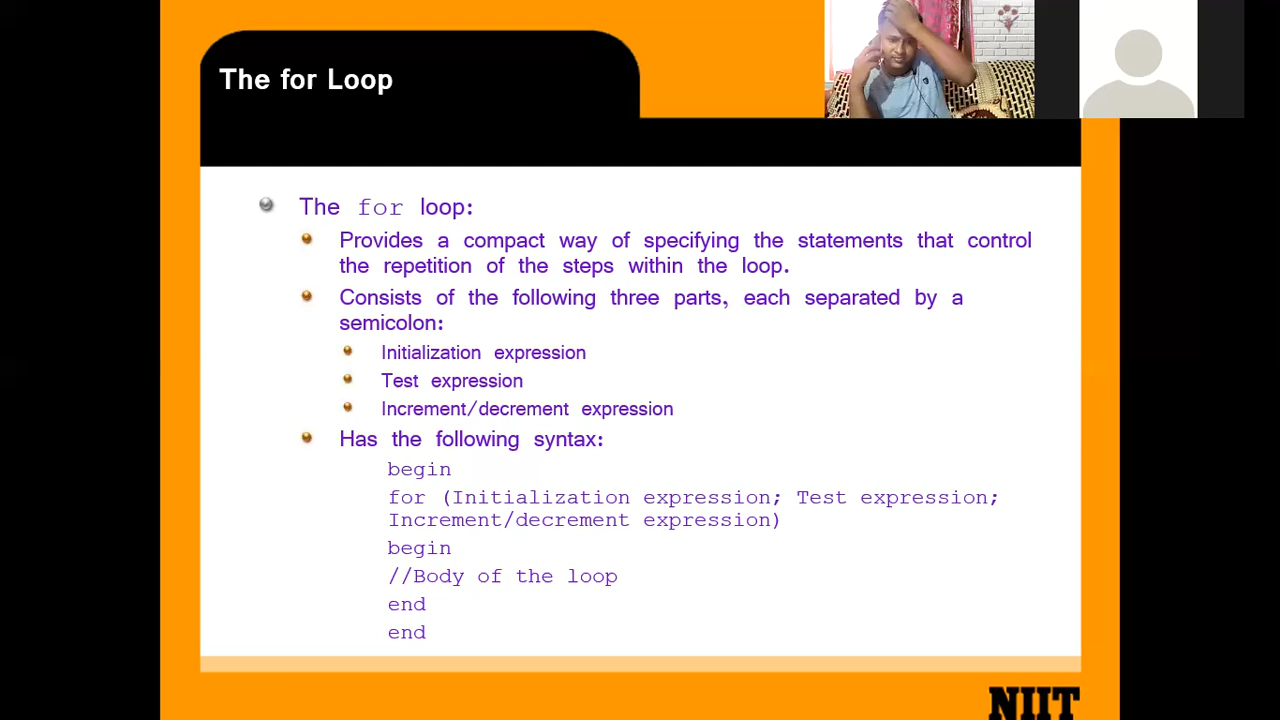 The for Loop
The for loop:
Provides a compact way of specifying the statements that control
the repetition of the steps within the loop.
Consists of the following three parts, each separated by a
semicolon:
Initialization expression
Test expression
Increment/decrement expression
Has the following syntax:
begin
for (Initialization expression; Test expression;
Increment/decrement expression)
begin
//Body of the loop
end
end
NIIT